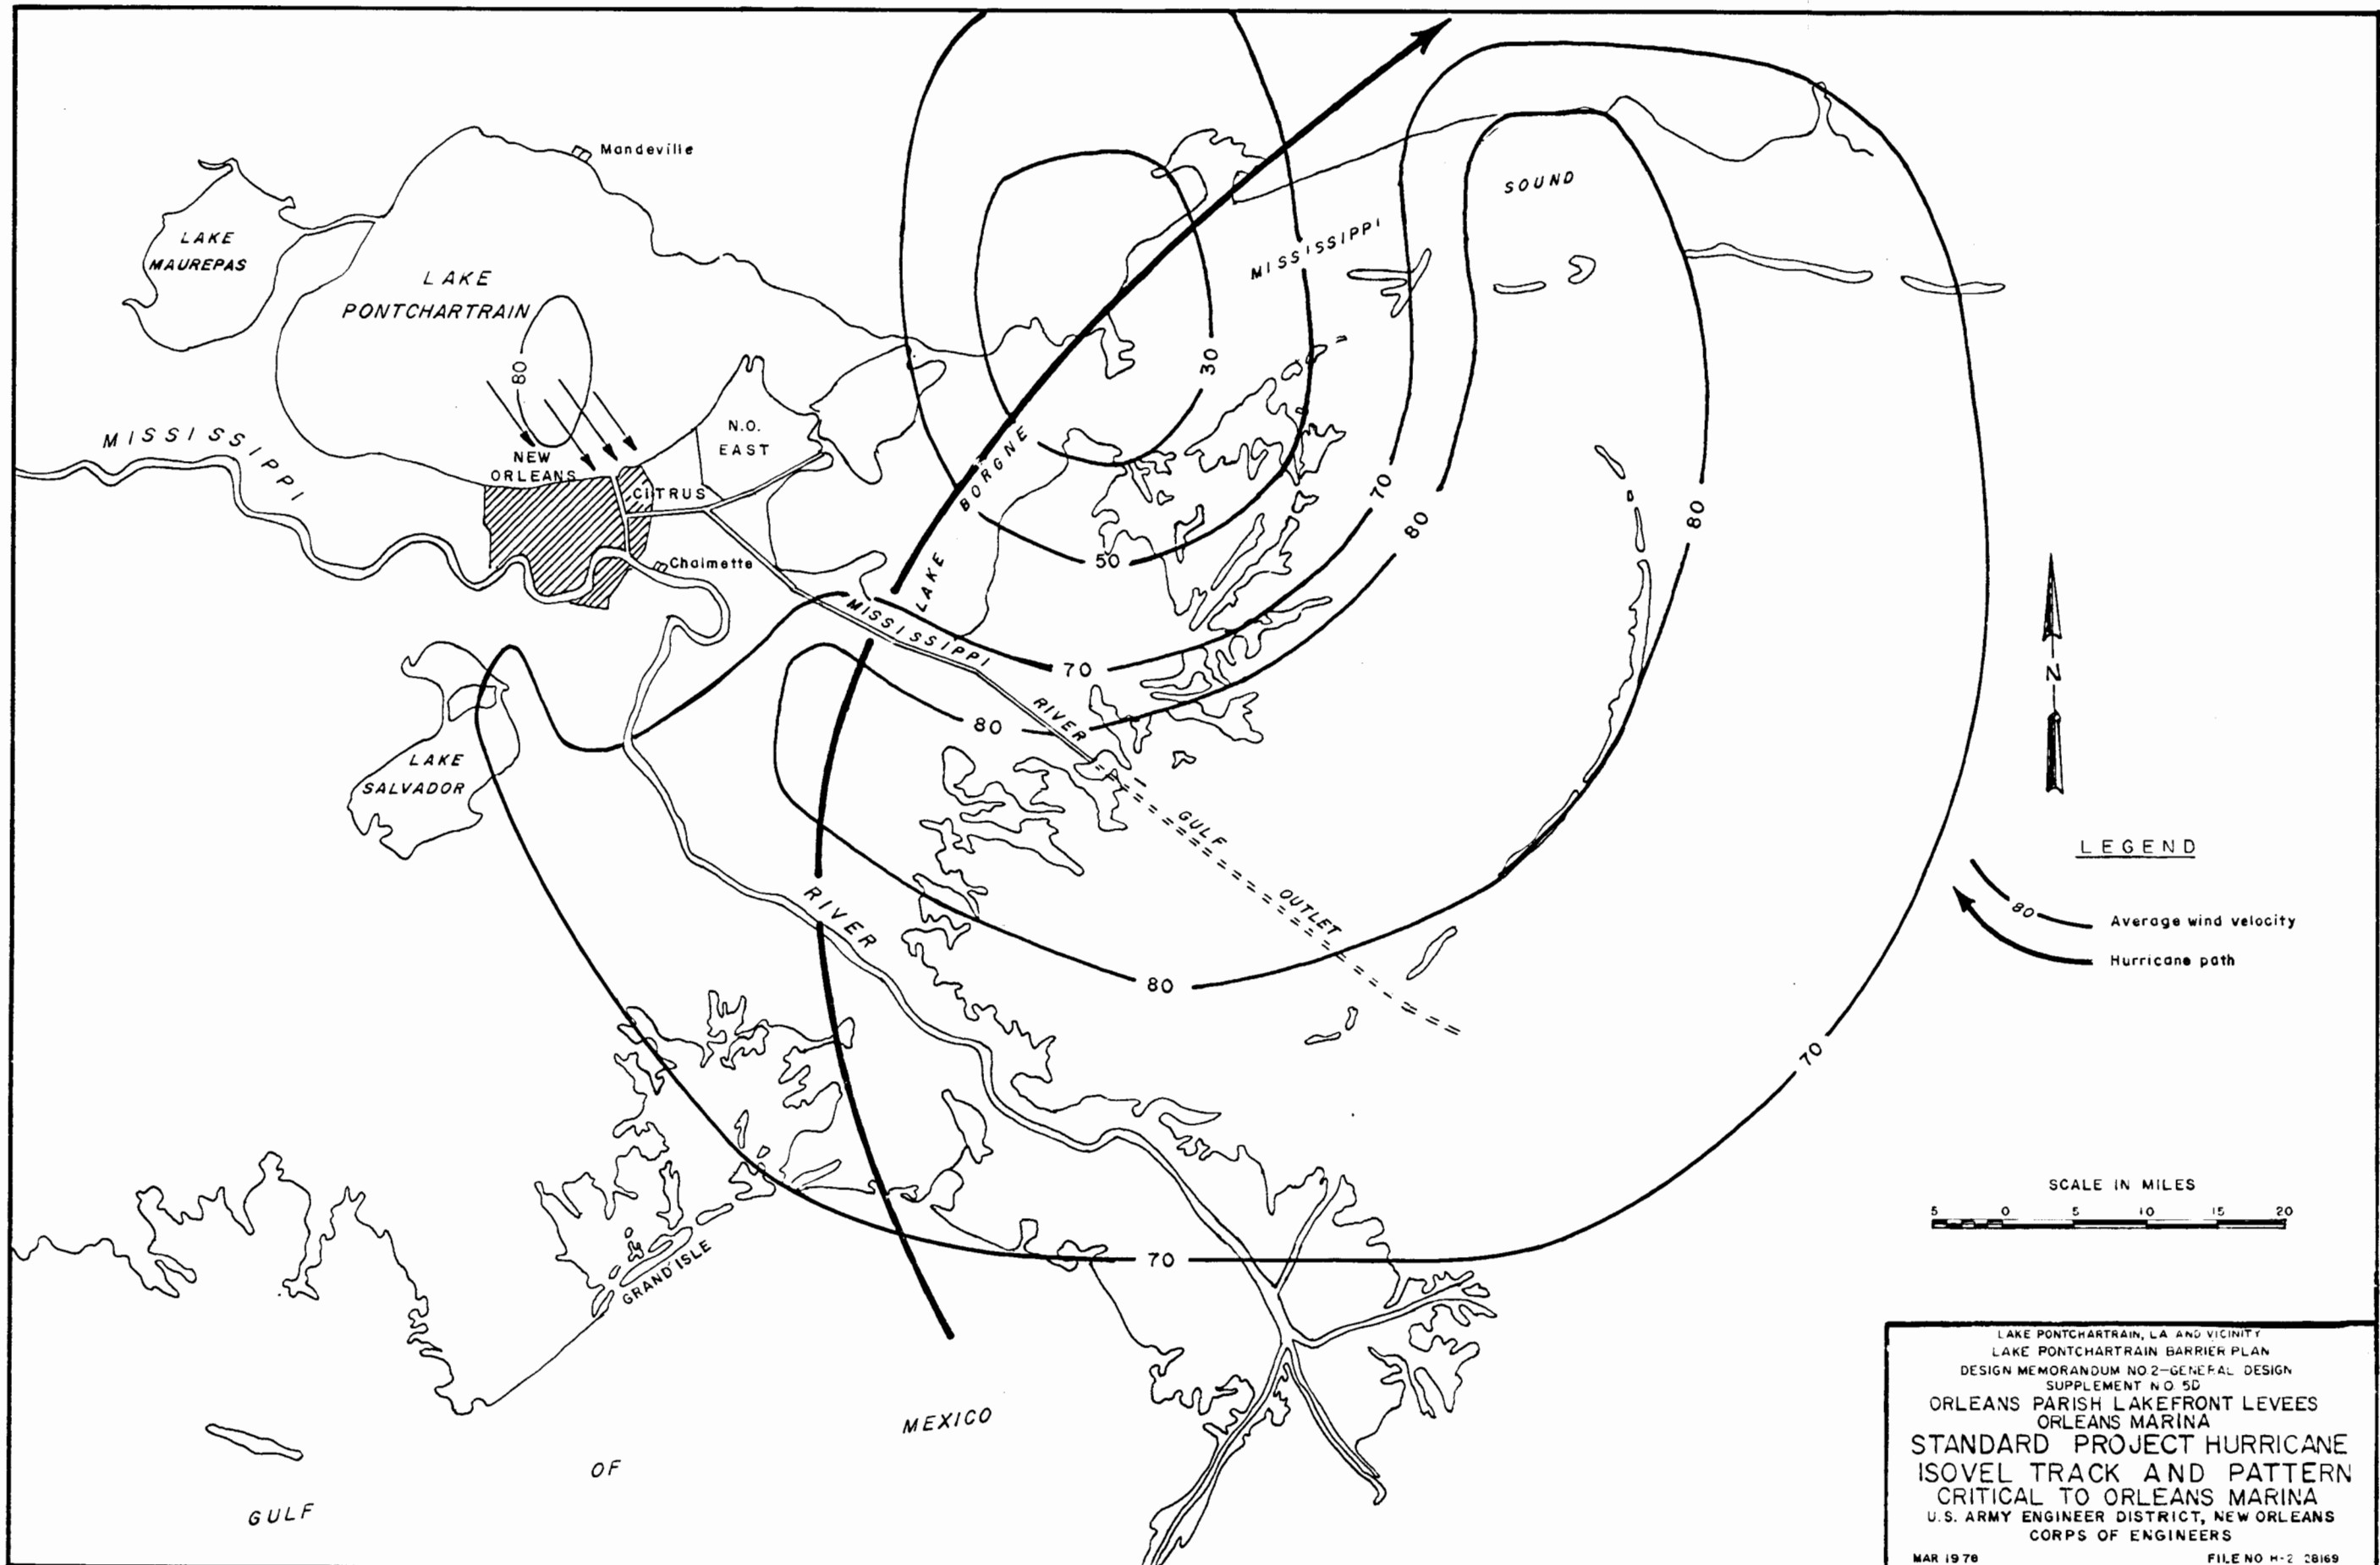 Mandeville
LAKE
MAUREPAS
LAKE
PONTCHARTRAIN
80
SOUND
MISSISSIPPI
30
MISSISSIPPI
N.O.
EAST
NEW
ORLEANS
CITRUS
LAKE BORGNE
70
80
80
50
Chalmette
MISSISSIPPI
70
RIVER
80
LAKE
SALVADOR
GULF
OUTLET
RIVER
80
70
N
LEGEND
80
Average wind velocity
Hurricane path
SCALE IN MILES
5 0 5 10 15 20
70
GRAND ISLE
GULF
OF
MEXICO
LAKE PONTCHARTRAIN, LA AND VICINITY
LAKE PONTCHARTRAIN BARRIER PLAN
DESIGN MEMORANDUM NO.2-GENERAL DESIGN
SUPPLEMENT NO. 5D
ORLEANS PARISH LAKEFRONT LEVEES
ORLEANS MARINA
STANDARD PROJECT HURRICANE
ISOVEL TRACK AND PATTERN
CRITICAL TO ORLEANS MARINA
U.S. ARMY ENGINEER DISTRICT, NEW ORLEANS
CORPS OF ENGINEERS
MAR 1978
FILE NO H-2 28169